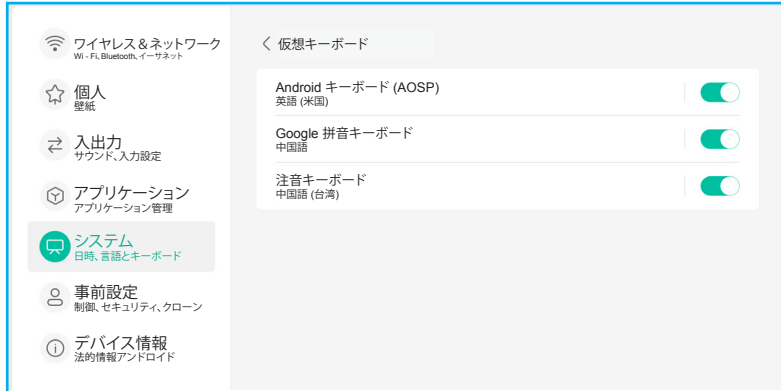 ワイヤレス＆ネットワーク
Wi - Fi、Bluetooth、イーサネット
個人
壁紙
入出力
サウンド、入力設定
アプリケーション
アプリケーション管理
システム
日時、言語とキーボード
事前設定
制御、セキュリティ、クローン
デバイス情報
法的情報アンドロイド
仮想キーボード
Android キーボード (AOSP)
英語 (米国)
Google 拼音キーボード
中国語
注音キーボード
中国語 (台湾)